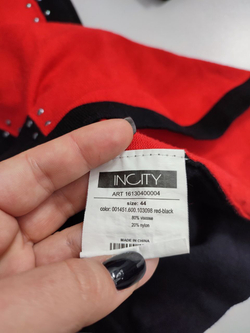 INCITY
ART 16130400004
size: 44
color: 001451.600.103098 red-black
80% viscose
20% nylon
MADE IN CHINA